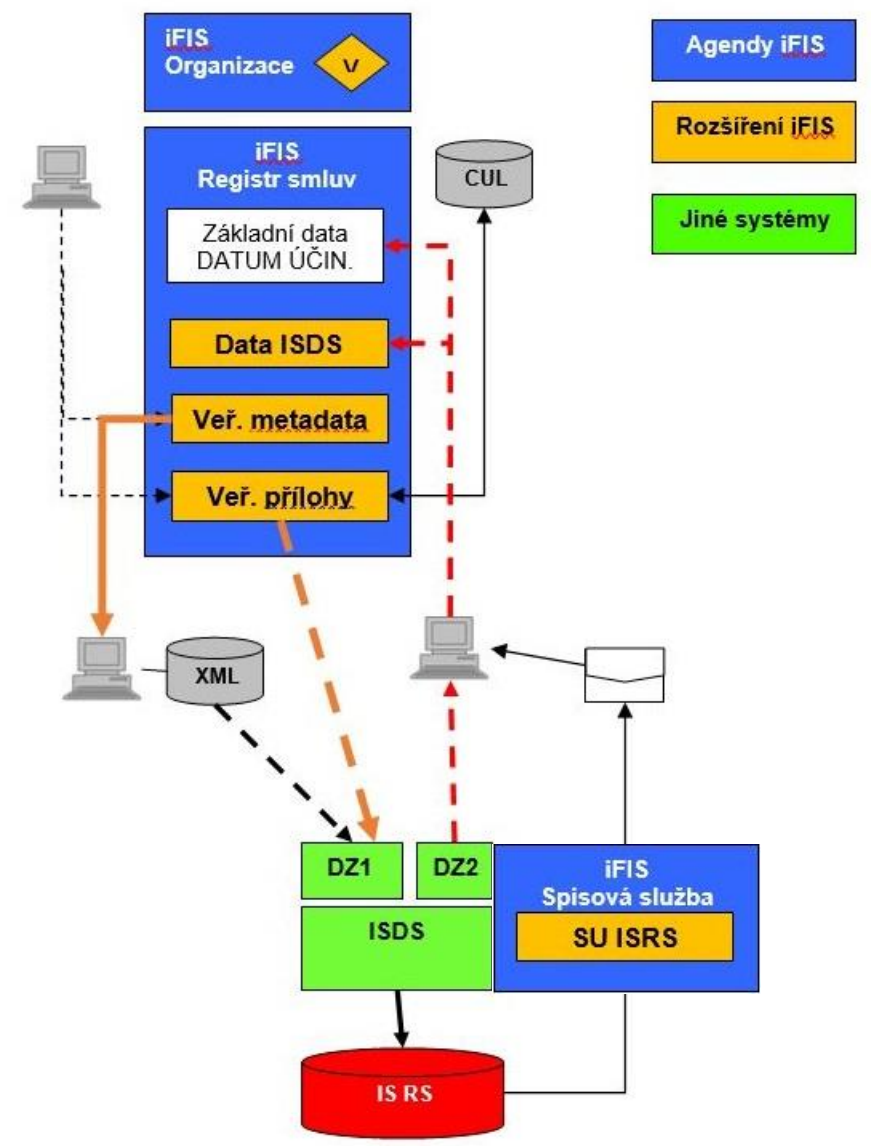 iFIS
Organizace
V
Agendy iFIS
Rozšíření iFIS
Jiné systémy
iFIS
Registr smluv
CUL
Základní data
DATUM ÚČIN.
Data ISDS
Veř. metadata
Veř. přílohy
XML
DZ1
DZ2
iFIS
Spisová služba
SU ISRS
ISDS
IS RS